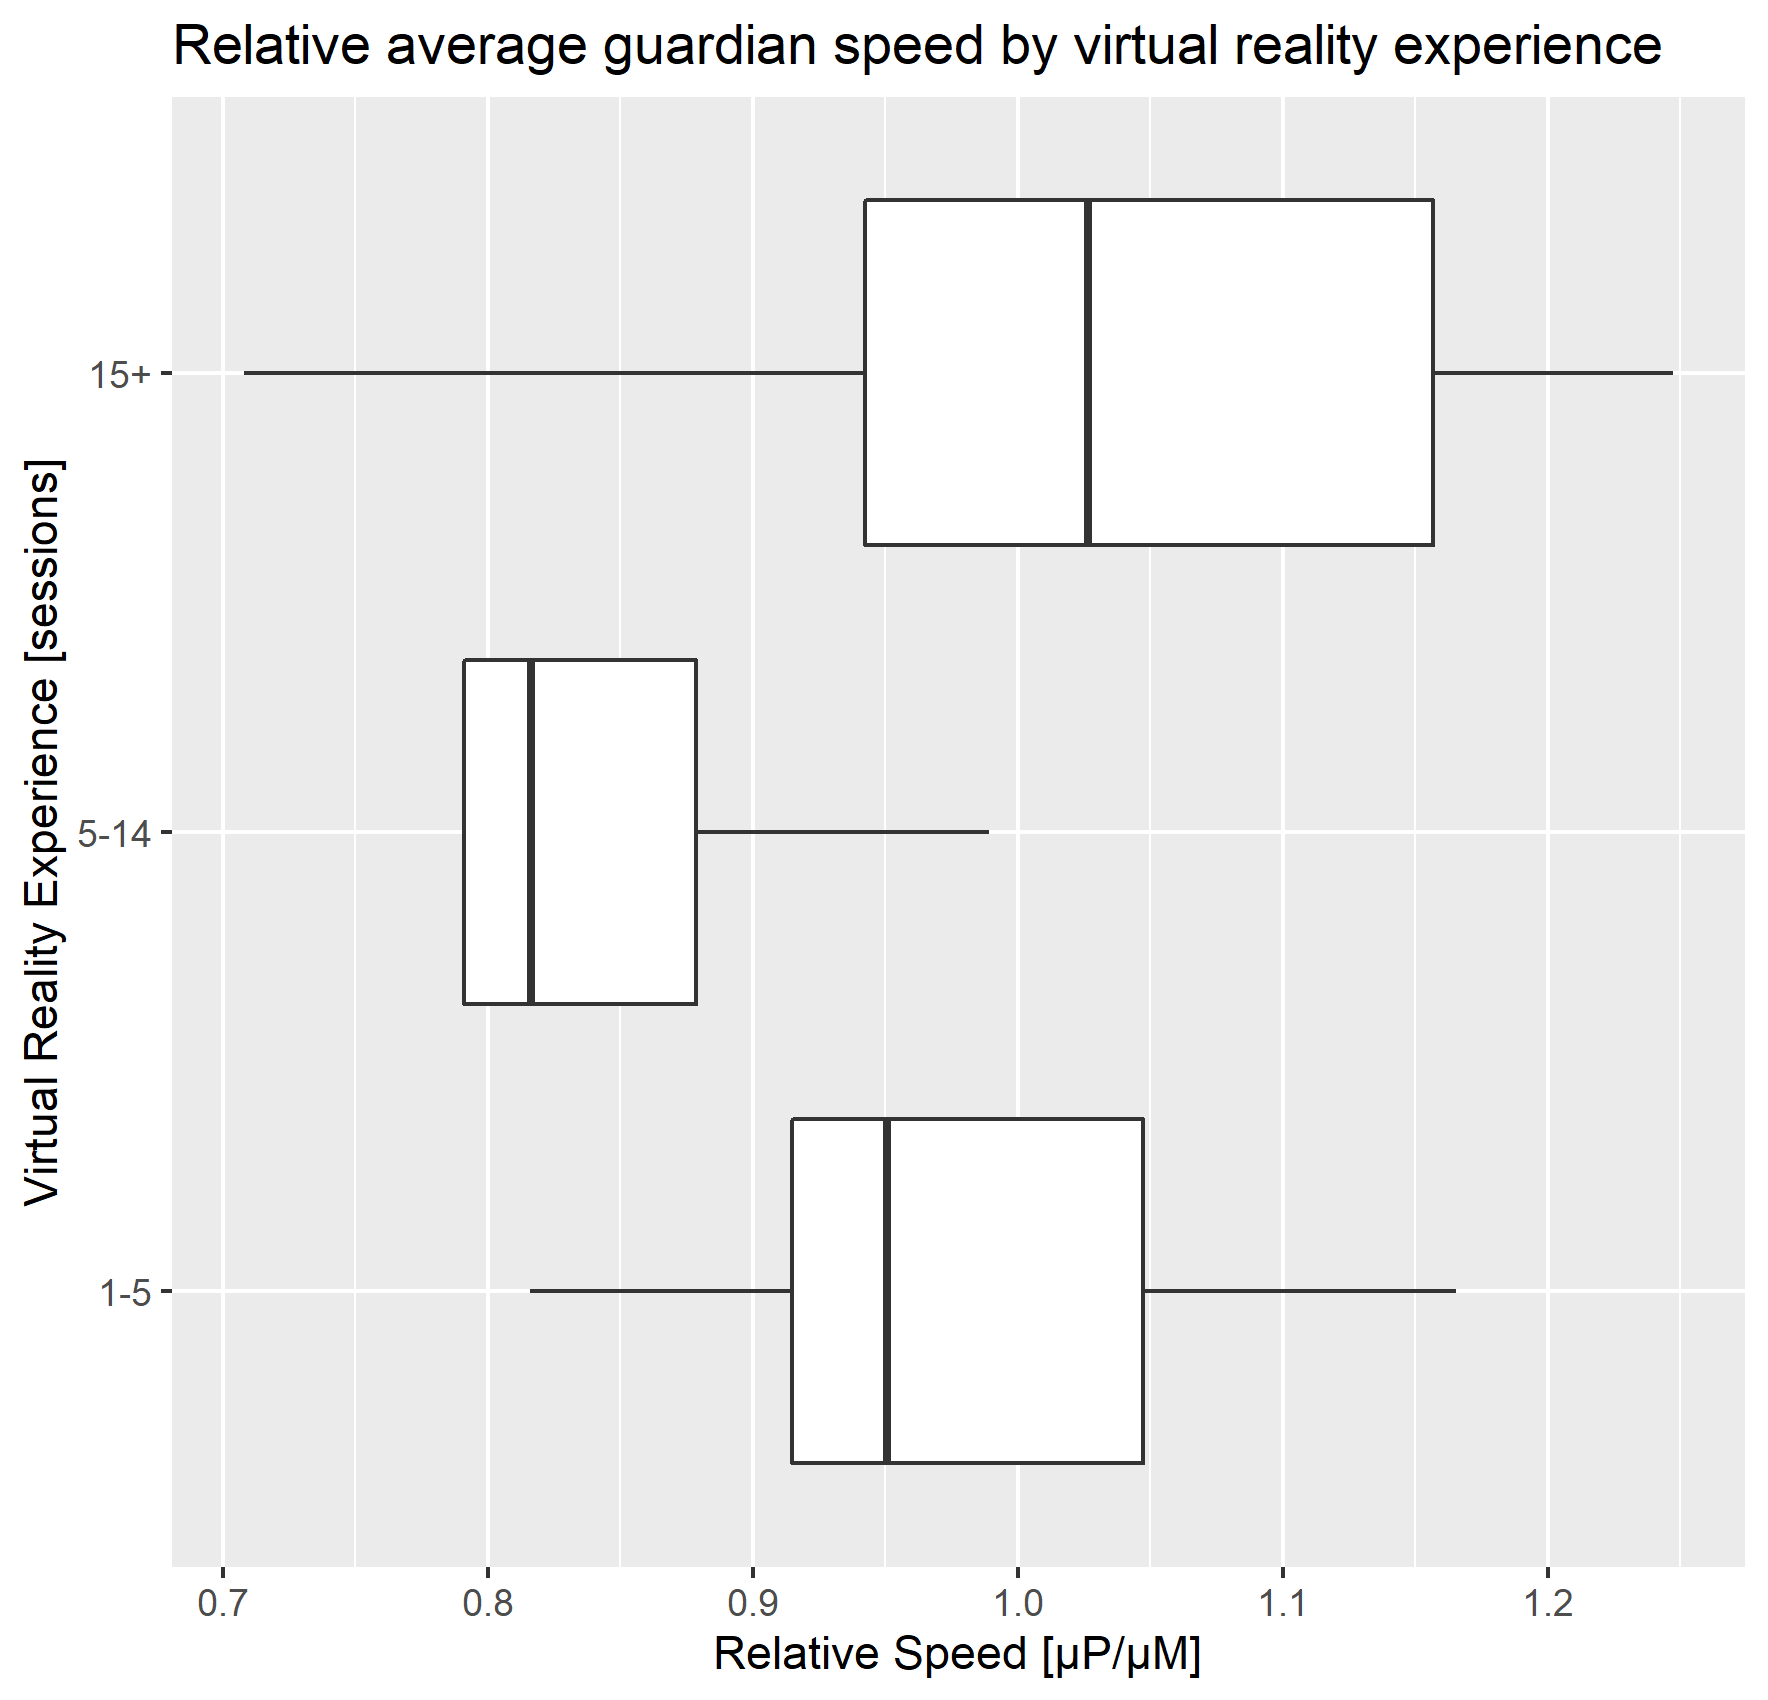 Relative average guardian speed by virtual reality experience
Virtual Reality Experience [sessions]
15+
5-14
1-5
0.7 0.8 0.9 1.0 1.1 1.2
Relative Speed [µP/µM]